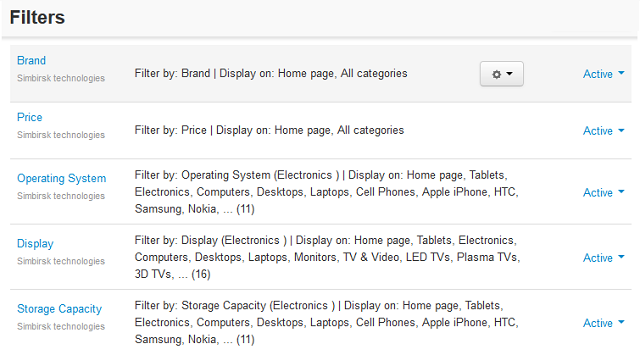 Filters
Brand
Simbirsk technologies
Filter by: Brand | Display on: Home page, All categories
Active
Price
Simbirsk technologies
Filter by: Price | Display on: Home page, All categories
Active
Operating System
Simbirsk technologies
Filter by: Operating System (Electronics ) | Display on: Home page, Tablets,
Electronics, Computers, Desktops, Laptops, Cell Phones, Apple iPhone, HTC,
Samsung, Nokia, ... (11)
Active
Display
Simbirsk technologies
Filter by: Display (Electronics ) | Display on: Home page, Tablets, Electronics,
Computers, Desktops, Laptops, Monitors, TV & Video, LED TVs, Plasma TVs,
3D TVs, ... (16)
Active
Storage Capacity
Simbirsk technologies
Filter by: Storage Capacity (Electronics ) | Display on: Home page, Tablets,
Electronics, Computers, Desktops, Laptops, Cell Phones, Apple iPhone, HTC,
Samsung, Nokia, ... (11)
Active